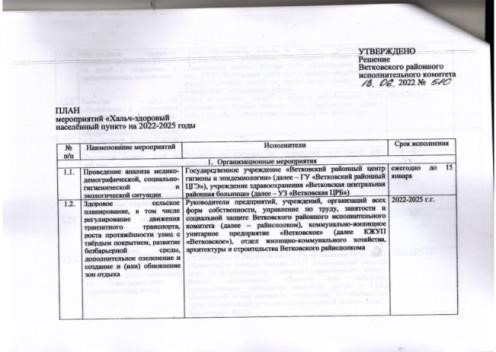 УТВЕРЖДЕНО
Решение
Ветковского районного
исполнительного комитета
2022 №
ПЛАН
мероприятий «Хальч-здоровый
населённый пункт» на 2022-2025 годы
№ п/п
Наименование мероприятий
Исполнители
Срок исполнения
1. Организационные мероприятия
1.1.
Проведение анализа медико-
демографической, социально-
гигиенической и
экологической ситуации
Государственное учреждение «Ветковский районный центр
гигиены и эпидемиологии» (далее – ГУ «Ветковский районный
ЦГЭ»), учреждение здравоохранения «Ветковская центральная
районная больница» (далее – УЗ «Ветковская ЦРБ»)
ежегодно до 15
января
1.2.
Здоровое сельское
планирование, в том числе
регулирование движения
транзитного транспорта,
роста протяжённости улиц с
твёрдым покрытием, развитие
безбарьерной среды,
дополнительное озеленение и
создание и (или) обновление
зон отдыха
Руководители предприятий, учреждений, организаций всех
форм собственности, управление по труду, занятости и
социальной защите Ветковского районного исполнительного
комитета (далее – райисполком), коммунально-жилищное
унитарное предприятие «Ветковское» (далее КЖУП
«Ветковское»), отдел жилищно-коммунального хозяйства,
архитектуры и строительства Ветковского райисполкома
2022-2025 г.г.